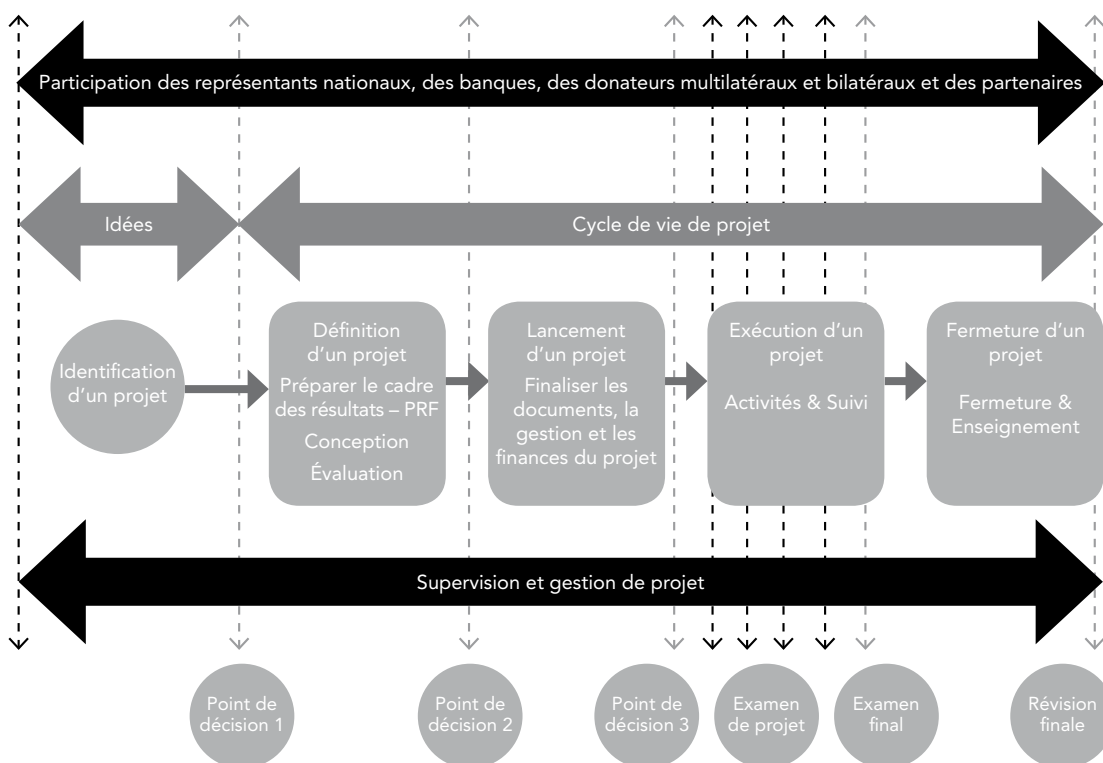 Participation des représentants nationaux, des banques, des donateurs multilatéraux et bilatéraux et des partenaires
Idées
Cycle de vie de projet
Identification
d’un projet
Définition
d’un projet
Préparer le cadre
des résultats – PRF
Conception
Évaluation
Lancement
d’un projet
Finaliser les
documents, la
gestion et les
finances du projet
Exécution d’un
projet
Activités & Suivi
Fermeture d’un
projet
Fermeture &
Enseignement
Supervision et gestion de projet
Point de
décision 1
Point de
décision 2
Point de
décision 3
Examen
de projet
Examen
final
Révision
finale